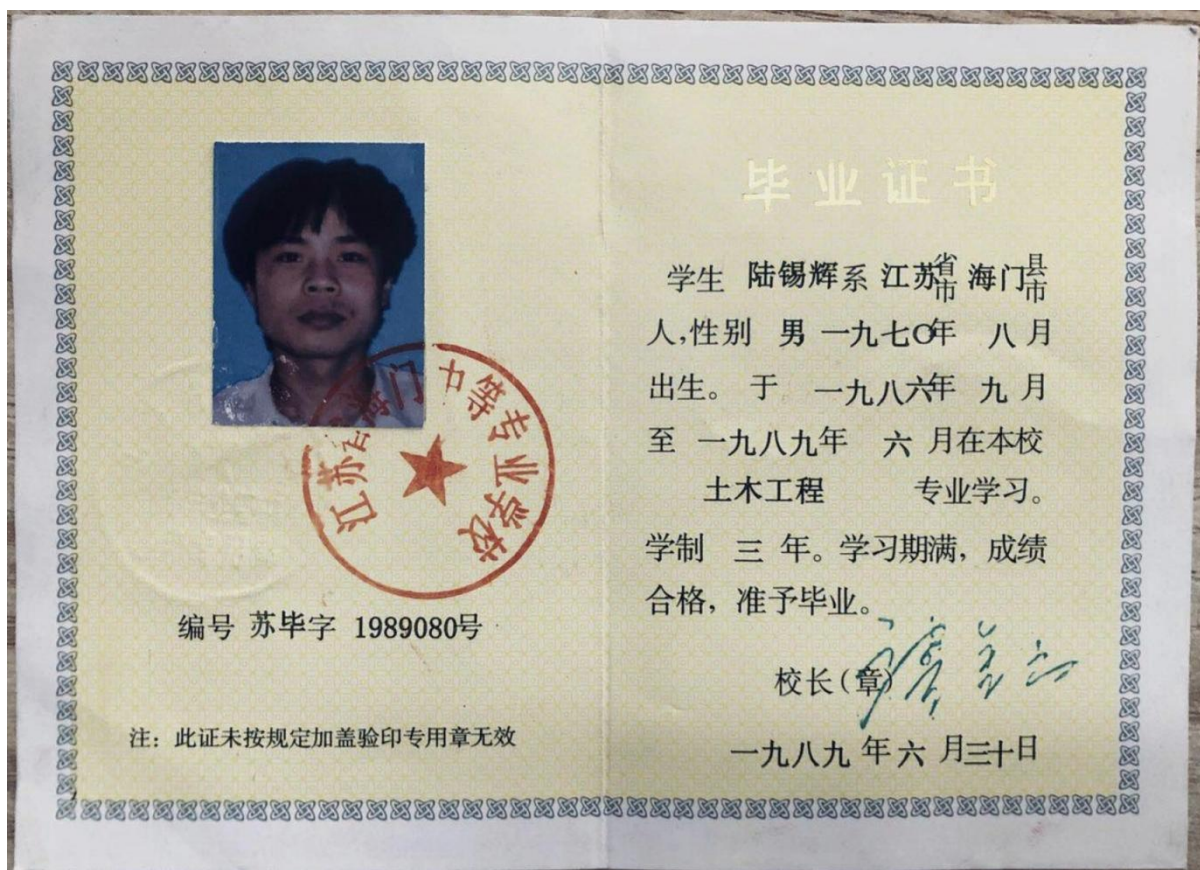 江苏省海门中等专业学校
编号 苏毕字 1989080号
注：此证未按规定加盖验印专用章无效
毕业证书
学生 陆锡辉系 江苏省市 海门县市
人,性别 男 一九七〇年 八月
出生。于 一九八六年 九月
至 一九八九年 六 月在本校
土木工程 专业学习。
学制 三 年。学习期满，成绩
合格，准予毕业。
校长(章)
一九八九 年 六 月三十日